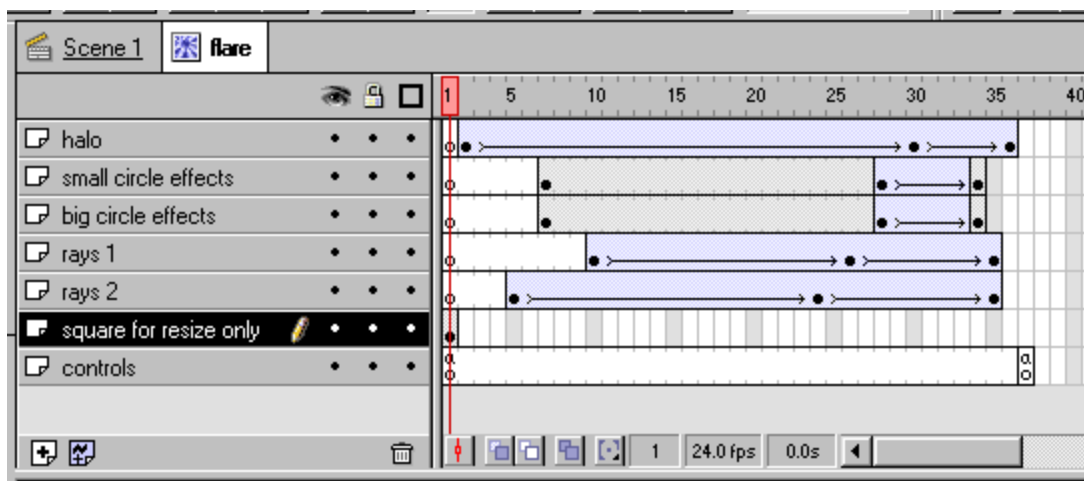 Scene 1 flare
1 5 10 15 20 25 30 35 40
halo
small circle effects
big circle effects
rays 1
rays 2
square for resize only
controls a a
1 24.0 fps 0.0s